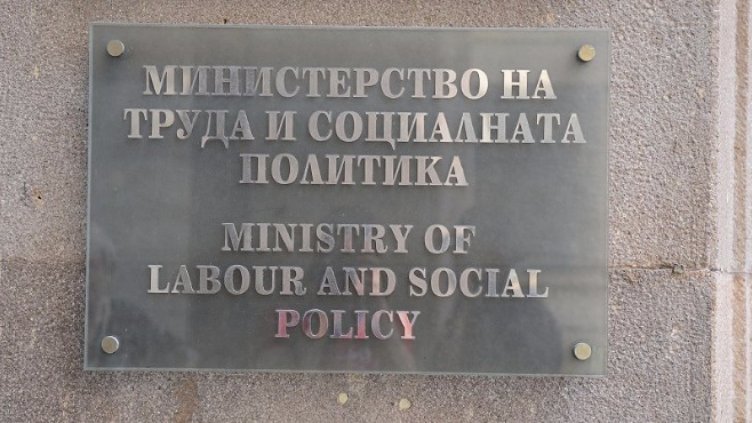 МИНИСТЕРСТВО НА
ТРУДА И СОЦИАЛНАТА
ПОЛИТИКА
MINISTRY OF
LABOUR AND SOCIAL
POLICY